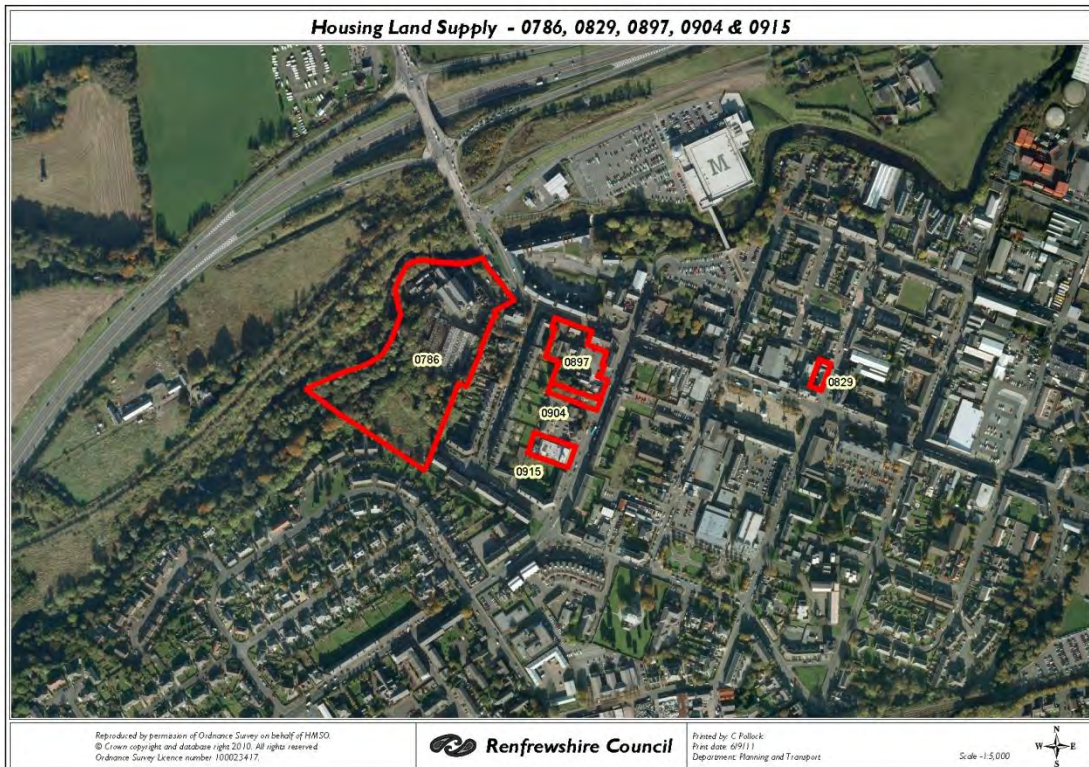 Housing Land Supply - 0786, 0829, 0897, 0904 & 0915
M
0786
0897
0829
0904
0915
Reproduced by permission of Ordnance Survey on behalf of HMSO.
© Crown copyright and database right 2010. All rights reserved
Ordnance Survey Licence number 100023417.
Renfrewshire Council
Printed by: C Pollock
Print date: 6/9/11
Department: Planning and Transport
Scale -1:5,000
N
W E
S